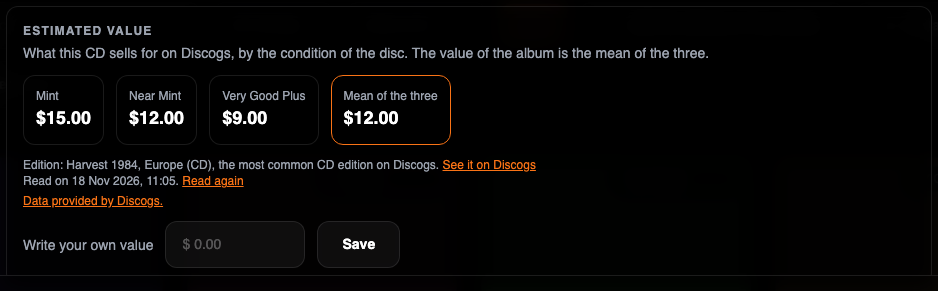 ESTIMATED VALUE
What this CD sells for on Discogs, by the condition of the disc. The value of the album is the mean of the three.
Mint
$15.00
Near Mint
$12.00
Very Good Plus
$9.00
Mean of the three
$12.00
Edition: Harvest 1984, Europe (CD), the most common CD edition on Discogs. See it on Discogs
Read on 18 Nov 2026, 11:05. Read again
Data provided by Discogs.
Write your own value
$ 0.00
Save